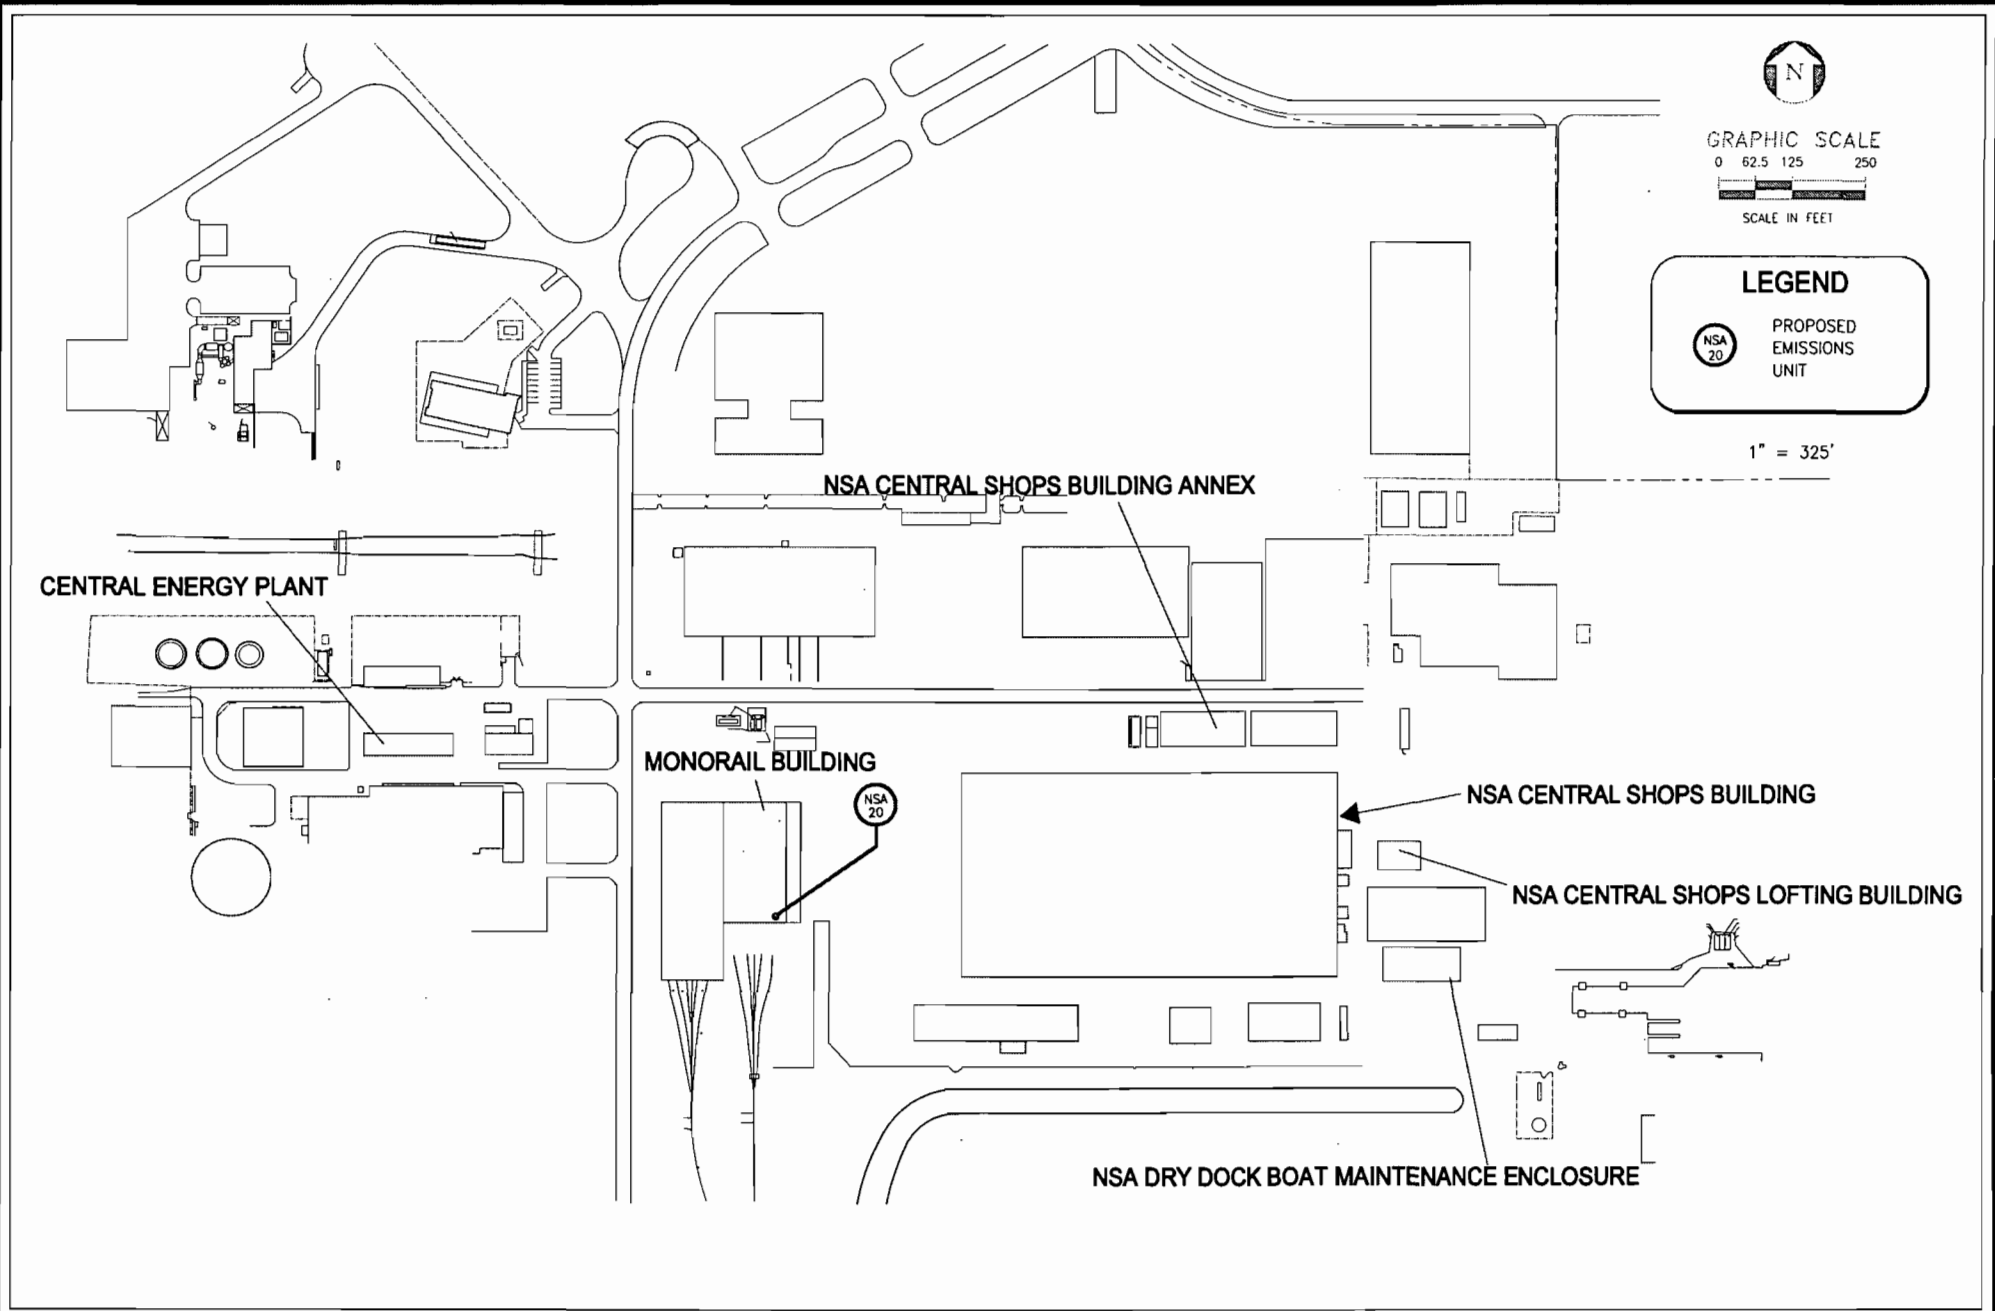 N
GRAPHIC SCALE
0 62.5 125 250
SCALE IN FEET
LEGEND
NSA
20
PROPOSED
EMISSIONS
UNIT
1" = 325'
NSA CENTRAL SHOPS BUILDING ANNEX
CENTRAL ENERGY PLANT
MONORAIL BUILDING
NSA
20
NSA CENTRAL SHOPS BUILDING
NSA CENTRAL SHOPS LOFTING BUILDING
NSA DRY DOCK BOAT MAINTENANCE ENCLOSURE